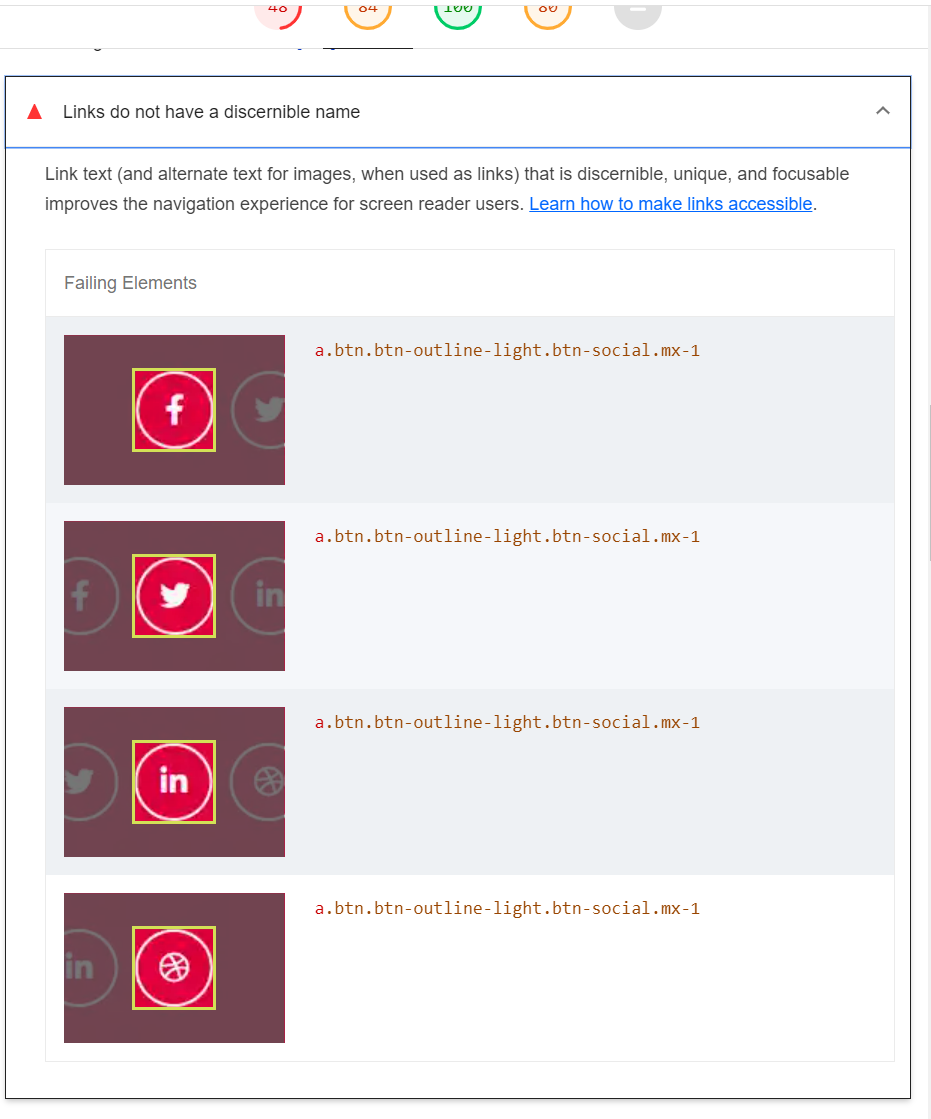 48 84 100 80
Links do not have a discernible name
Link text (and alternate text for images, when used as links) that is discernible, unique, and focusable
improves the navigation experience for screen reader users. Learn how to make links accessible.
Failing Elements
a.btn.btn-outline-light.btn-social.mx-1
f
a.btn.btn-outline-light.btn-social.mx-1
f in
a.btn.btn-outline-light.btn-social.mx-1
in
a.btn.btn-outline-light.btn-social.mx-1
in